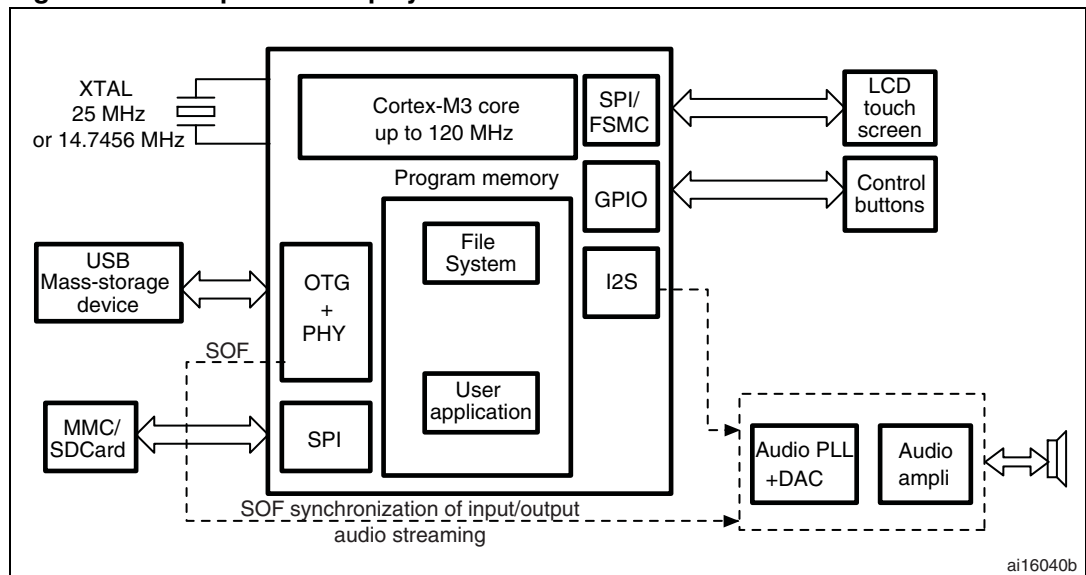 XTAL
25 MHz
or 14.7456 MHz
Cortex-M3 core
up to 120 MHz
SPI/
FSMC
LCD
touch
screen
Program memory
GPIO
Control
buttons
File
System
USB
Mass-storage
device
OTG
+
PHY
I2S
SOF
User
application
MMC/
SDCard
SPI
Audio PLL
+DAC
Audio
ampli
SOF synchronization of input/output
audio streaming
ai16040b